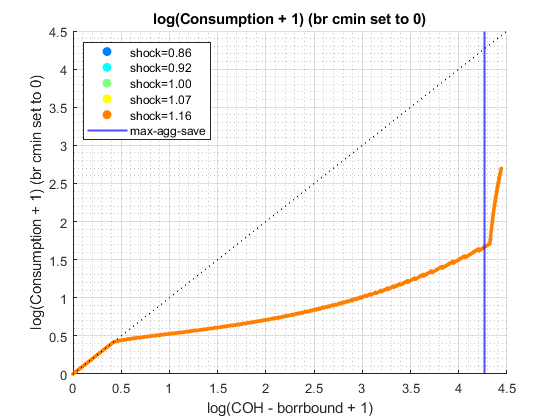 log(Consumption + 1) (br cmin set to 0)
log(Consumption + 1) (br cmin set to 0)
4.5
4
3.5
3
2.5
2
1.5
1
0.5
0
shock=0.86
shock=0.92
shock=1.00
shock=1.07
shock=1.16
max-agg-save
0 0.5 1 1.5 2 2.5 3 3.5 4 4.5
log(COH - borrbound + 1)